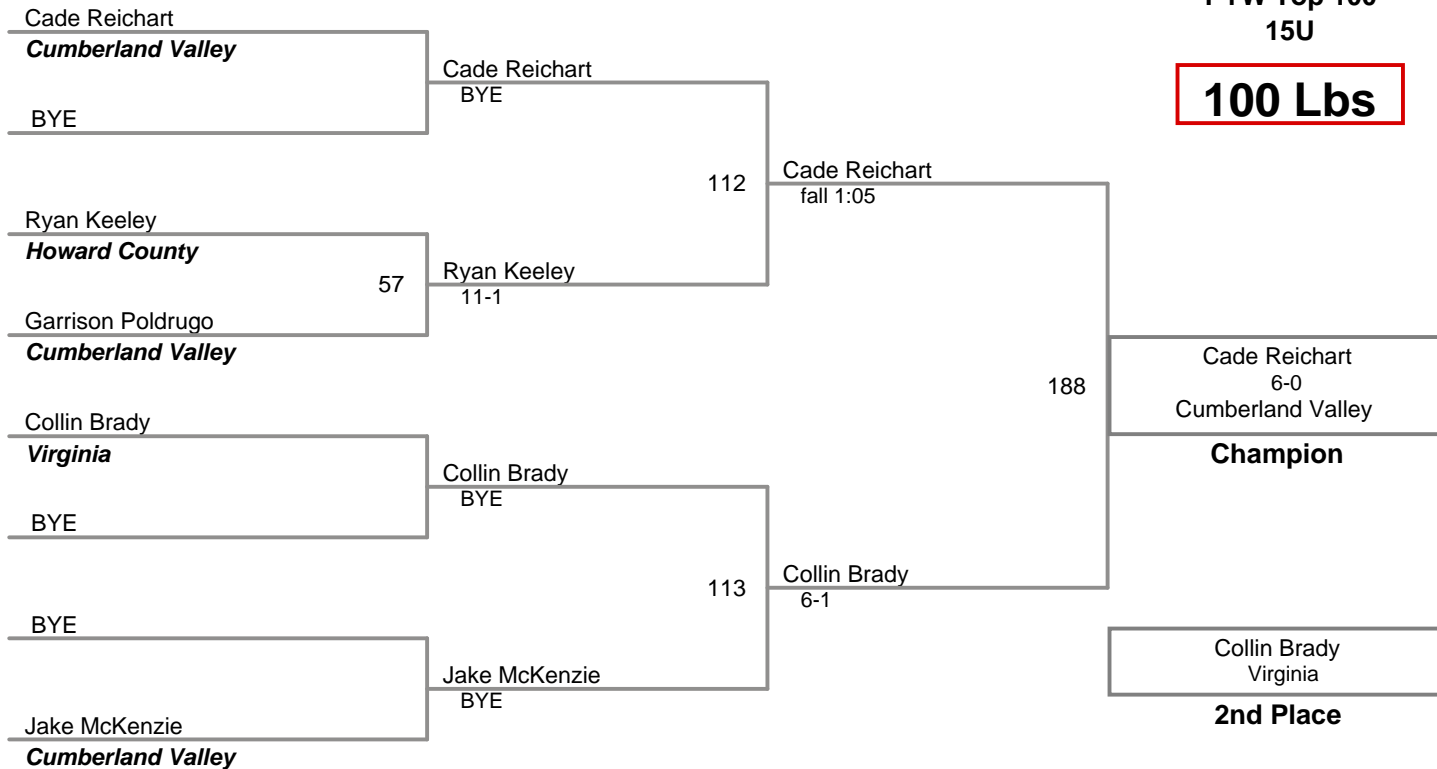 Top 100
15U
100 Lbs
Cade Reichart
Cumberland Valley
BYE
Cade Reichart
BYE
Ryan Keeley
Howard County
57
Garrison Poldrugo
Cumberland Valley
Ryan Keeley
11-1
112
Cade Reichart
fall 1:05
Collin Brady
Virginia
BYE
Collin Brady
BYE
BYE
Jake McKenzie
Cumberland Valley
Jake McKenzie
BYE
113
Collin Brady
6-1
188
Cade Reichart
6-0
Cumberland Valley
Champion
Collin Brady
Virginia
2nd Place